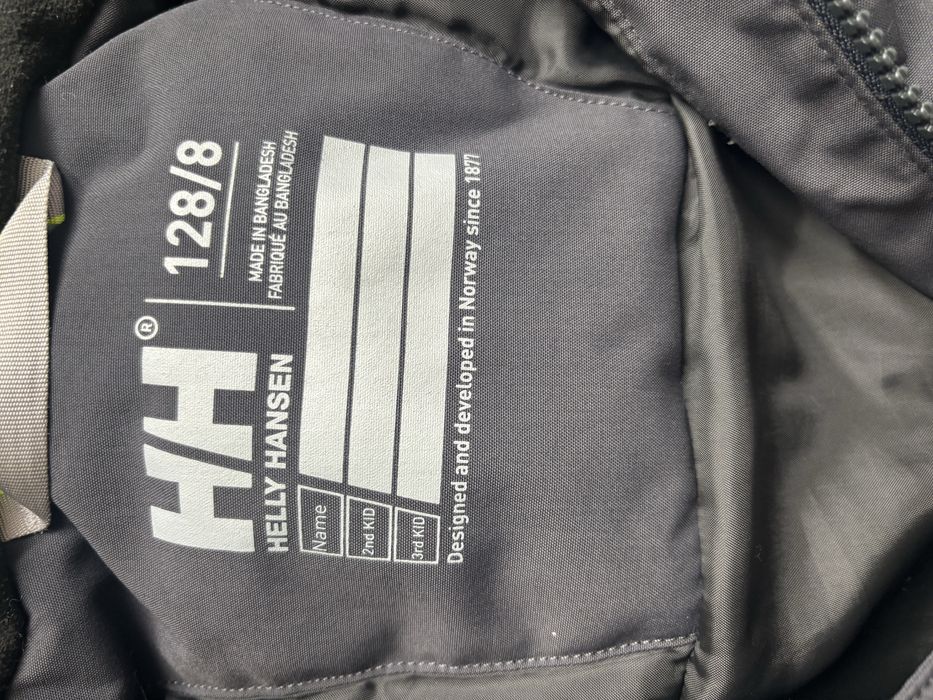 HH®
HELLY HANSEN
128/8
MADE IN BANGLADESH
FABRIQUÉ AU BANGLADESH
Name
2nd KID
3rd KID
Designed and developed in Norway since 1877